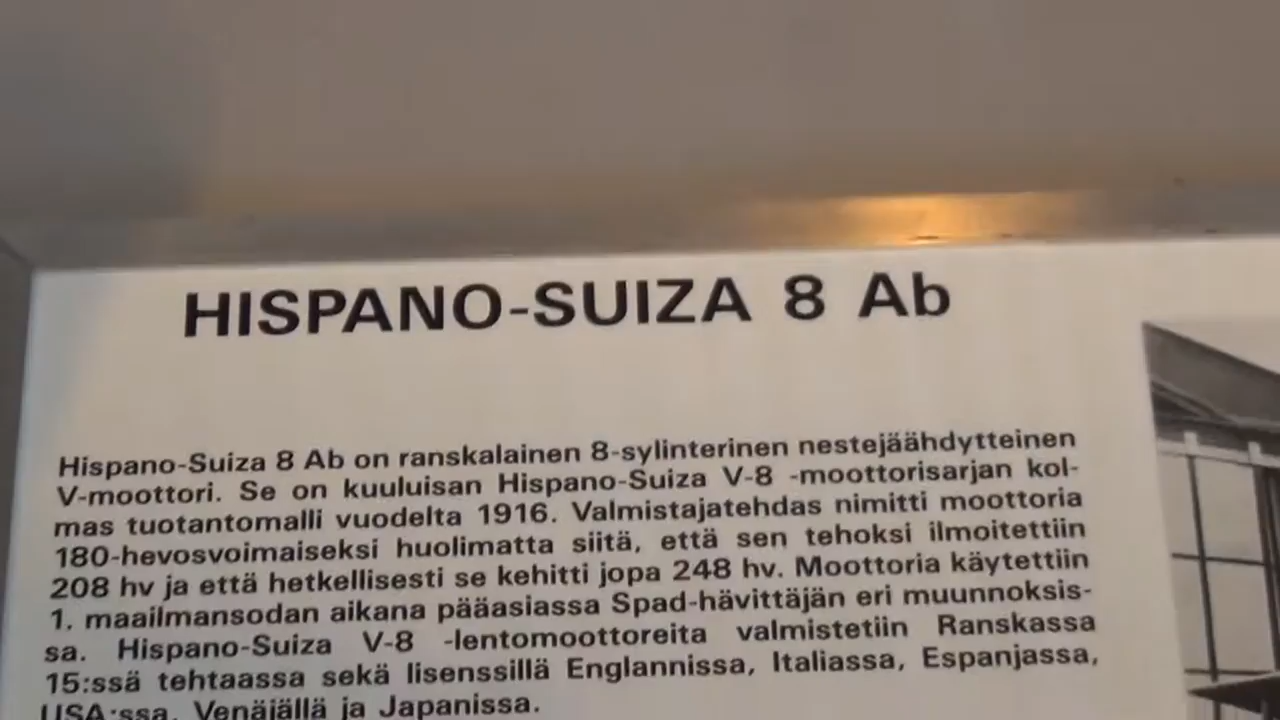 HISPANO-SUIZA 8 Ab
Hispano-Suiza 8 Ab on ranskalainen 8-sylinterinen nestejäähdytteinen
V-moottori. Se on kuuluisan Hispano-Suiza V-8 -moottorisarjan kol-
mas tuotantomalli vuodelta 1916. Valmistajatehdas nimitti moottoria
180-hevosvoimaiseksi huolimatta siitä, että sen tehoksi ilmoitettiin
208 hv ja että hetkellisesti se kehitti jopa 248 hv. Moottoria käytettiin
1. maailmansodan aikana pääasiassa Spad-hävittäjän eri muunnoksis-
sa. Hispano-Suiza V-8 -lentomoottoreita valmistetiin Ranskassa
15:ssä tehtaassa sekä lisenssillä Englannissa, Italiassa, Espanjassa,
USA:ssa, Venäjällä ja Japanissa.